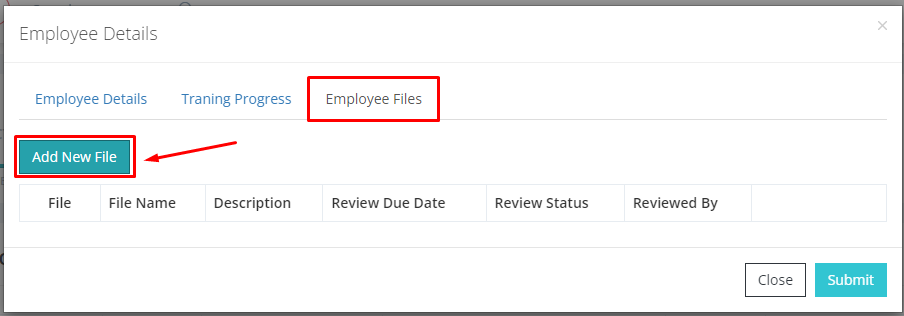 Employee Details
×
Employee Details Traning Progress Employee Files
Add New File
File File Name Description Review Due Date Review Status Reviewed By
Close Submit